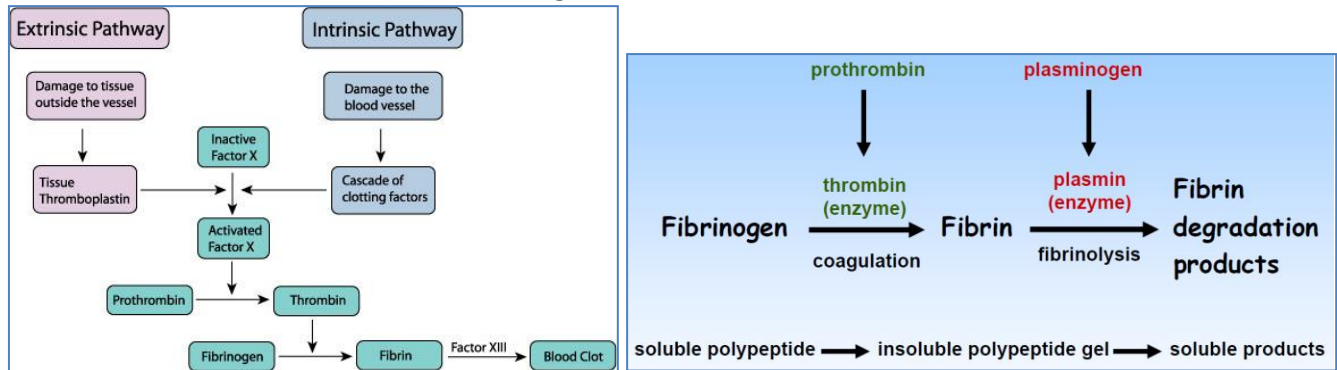 Extrinsic Pathway
Intrinsic Pathway
Damage to tissue
outside the vessel
Damage to the
blood vessel
Inactive
Factor X
Tissue
Thromboplastin
Cascade of
clotting factors
Activated
Factor X
Prothrombin
Thrombin
Fibrinogen
Fibrin
Factor XIII
Blood Clot
prothrombin
plasminogen
thrombin
(enzyme)
plasmin
(enzyme)
Fibrinogen
Fibrin
Fibrin
degradation
products
coagulation
fibrinolysis
soluble polypeptide
insoluble polypeptide gel
soluble products